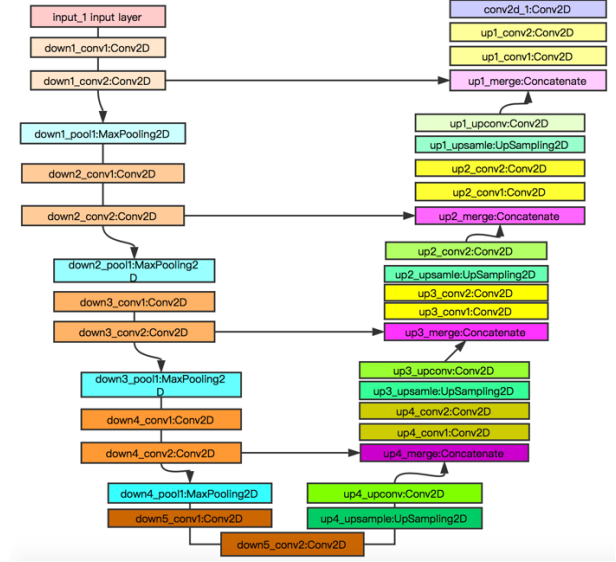 input_1 input layer
down1_conv1:Conv2D
down1_conv2:Conv2D
down1_pool1:MaxPooling2D
down2_conv1:Conv2D
down2_conv2:Conv2D
down2_pool1:MaxPooling2
D
down3_conv1:Conv2D
down3_conv2:Conv2D
down3_pool1:MaxPooling2
D
down4_conv1:Conv2D
down4_conv2:Conv2D
down4_pool1:MaxPooling2D
down5_conv1:Conv2D
down5_conv2:Conv2D
conv2d_1:Conv2D
up1_conv2:Conv2D
up1_conv1:Conv2D
up1_merge:Concatenate
up1_upconv:Conv2D
up1_upsamle:UpSampling2D
up2_conv2:Conv2D
up2_conv1:Conv2D
up2_merge:Concatenate
up2_conv2:Conv2D
up2_upsamle:UpSampling2D
up3_conv2:Conv2D
up3_conv1:Conv2D
up3_merge:Concatenate
up3_upconv:Conv2D
up3_upsamle:UpSampling2D
up4_conv2:Conv2D
up4_conv1:Conv2D
up4_merge:Concatenate
up4_upconv:Conv2D
up4_upsample:UpSampling2D